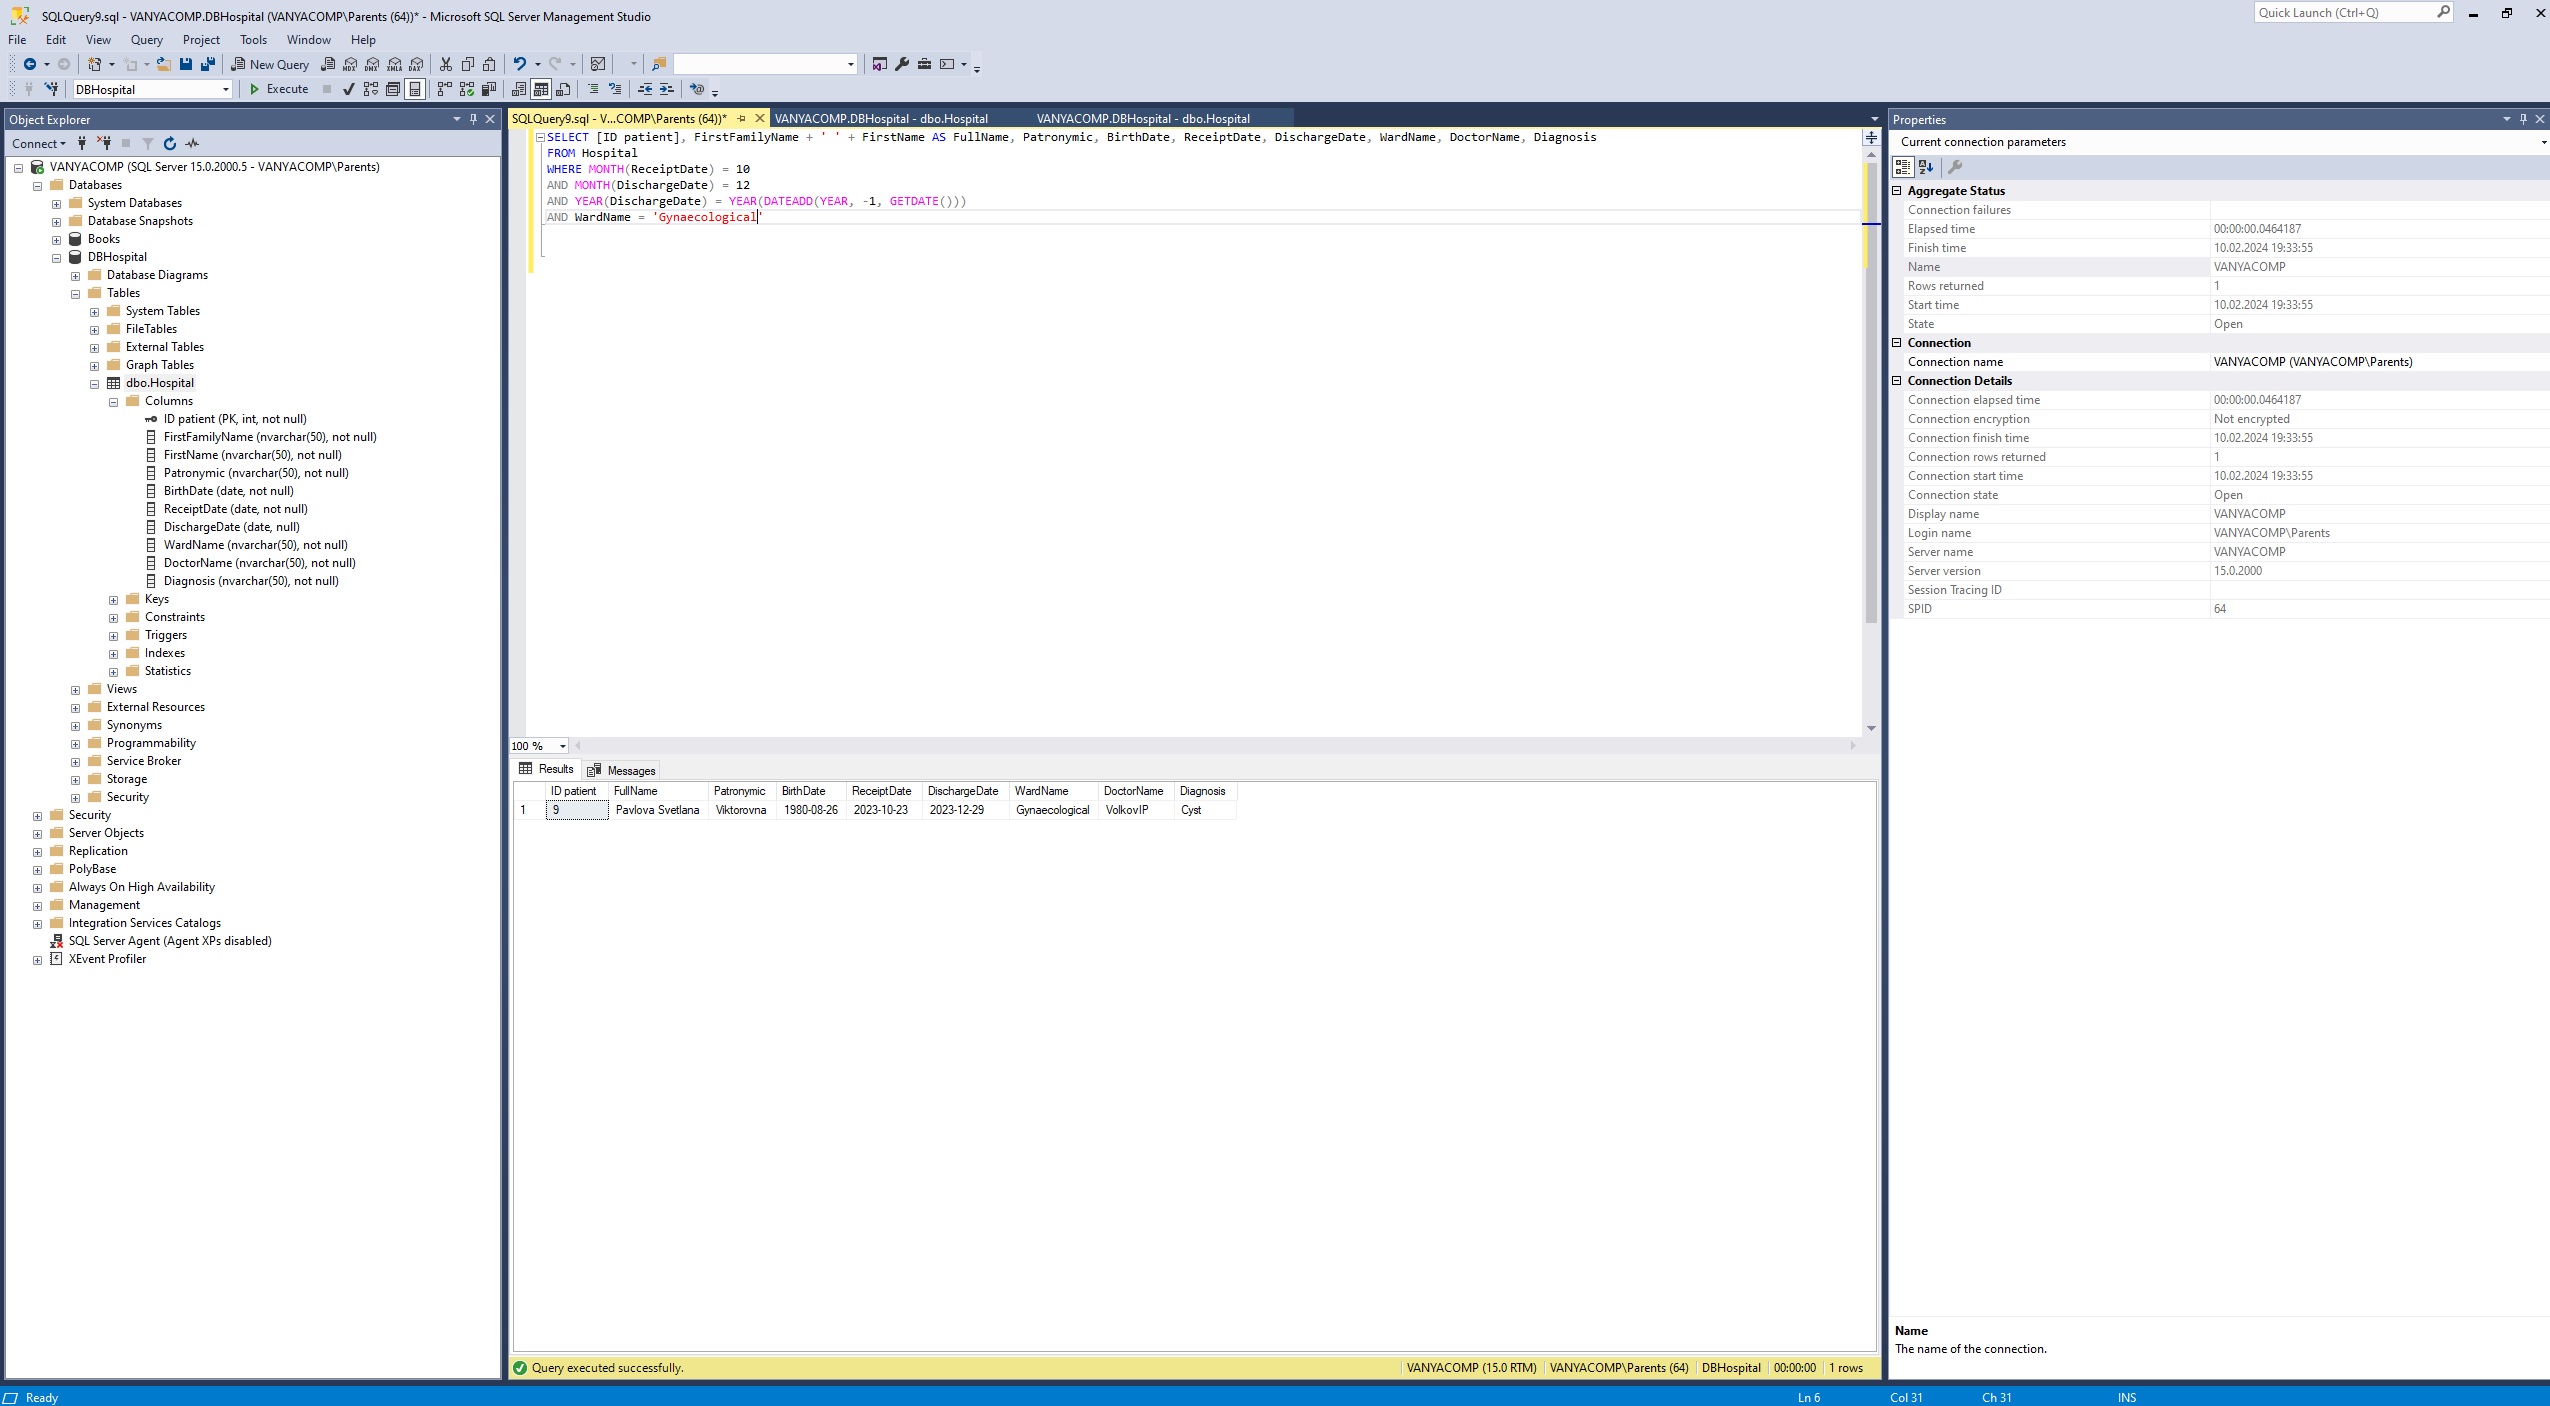 SQLQuery9.sql - VANYACOMP.DBHospital (VANYACOMP\Parents (64))* - Microsoft SQL Server Management Studio
Quick Launch (Ctrl+Q)
File Edit View Query Project Tools Window Help
New Query
DBHospital
Execute
Object Explorer
Connect
VANYACOMP (SQL Server 15.0.2000.5 - VANYACOMP\Parents)
Databases
System Databases
Database Snapshots
Books
DBHospital
Database Diagrams
Tables
System Tables
FileTables
External Tables
Graph Tables
dbo.Hospital
Columns
ID patient (PK, int, not null)
FirstFamilyName (nvarchar(50), not null)
FirstName (nvarchar(50), not null)
Patronymic (nvarchar(50), not null)
BirthDate (date, not null)
ReceiptDate (date, not null)
DischargeDate (date, null)
WardName (nvarchar(50), not null)
DoctorName (nvarchar(50), not null)
Diagnosis (nvarchar(50), not null)
Keys
Constraints
Triggers
Indexes
Statistics
Views
External Resources
Synonyms
Programmability
Service Broker
Storage
Security
Security
Server Objects
Replication
PolyBase
Always On High Availability
Management
Integration Services Catalogs
SQL Server Agent (Agent XPs disabled)
XEvent Profiler
SQLQuery9.sql - V...COMP\Parents (64))* VANYACOMP.DBHospital - dbo.Hospital VANYACOMP.DBHospital - dbo.Hospital
SELECT [ID patient], FirstFamilyName + ' ' + FirstName AS FullName, Patronymic, BirthDate, ReceiptDate, DischargeDate, WardName, DoctorName, Diagnosis
FROM Hospital
WHERE MONTH(ReceiptDate) = 10
AND MONTH(DischargeDate) = 12
AND YEAR(DischargeDate) = YEAR(DATEADD(YEAR, -1, GETDATE()))
AND WardName = 'Gynaecological'
100 %
Results Messages
ID patient FullName Patronymic BirthDate ReceiptDate DischargeDate WardName DoctorName Diagnosis
1 9 Pavlova Svetlana Viktorovna 1980-08-26 2023-10-23 2023-12-29 Gynaecological VolkovIP Cyst
Query executed successfully. VANYACOMP (15.0 RTM) VANYACOMP\Parents (64) DBHospital 00:00:00 1 rows
Properties
Current connection parameters
Aggregate Status
Connection failures
Elapsed time 00:00:00.0464187
Finish time 10.02.2024 19:33:55
Name VANYACOMP
Rows returned 1
Start time 10.02.2024 19:33:55
State Open
Connection
Connection name VANYACOMP (VANYACOMP\Parents)
Connection Details
Connection elapsed time 00:00:00.0464187
Connection encryption Not encrypted
Connection finish time 10.02.2024 19:33:55
Connection rows returned 1
Connection start time 10.02.2024 19:33:55
Connection state Open
Display name VANYACOMP
Login name VANYACOMP\Parents
Server name VANYACOMP
Server version 15.0.2000
Session Tracing ID
SPID 64
Name
The name of the connection.
Ready Ln 6 Col 31 Ch 31 INS